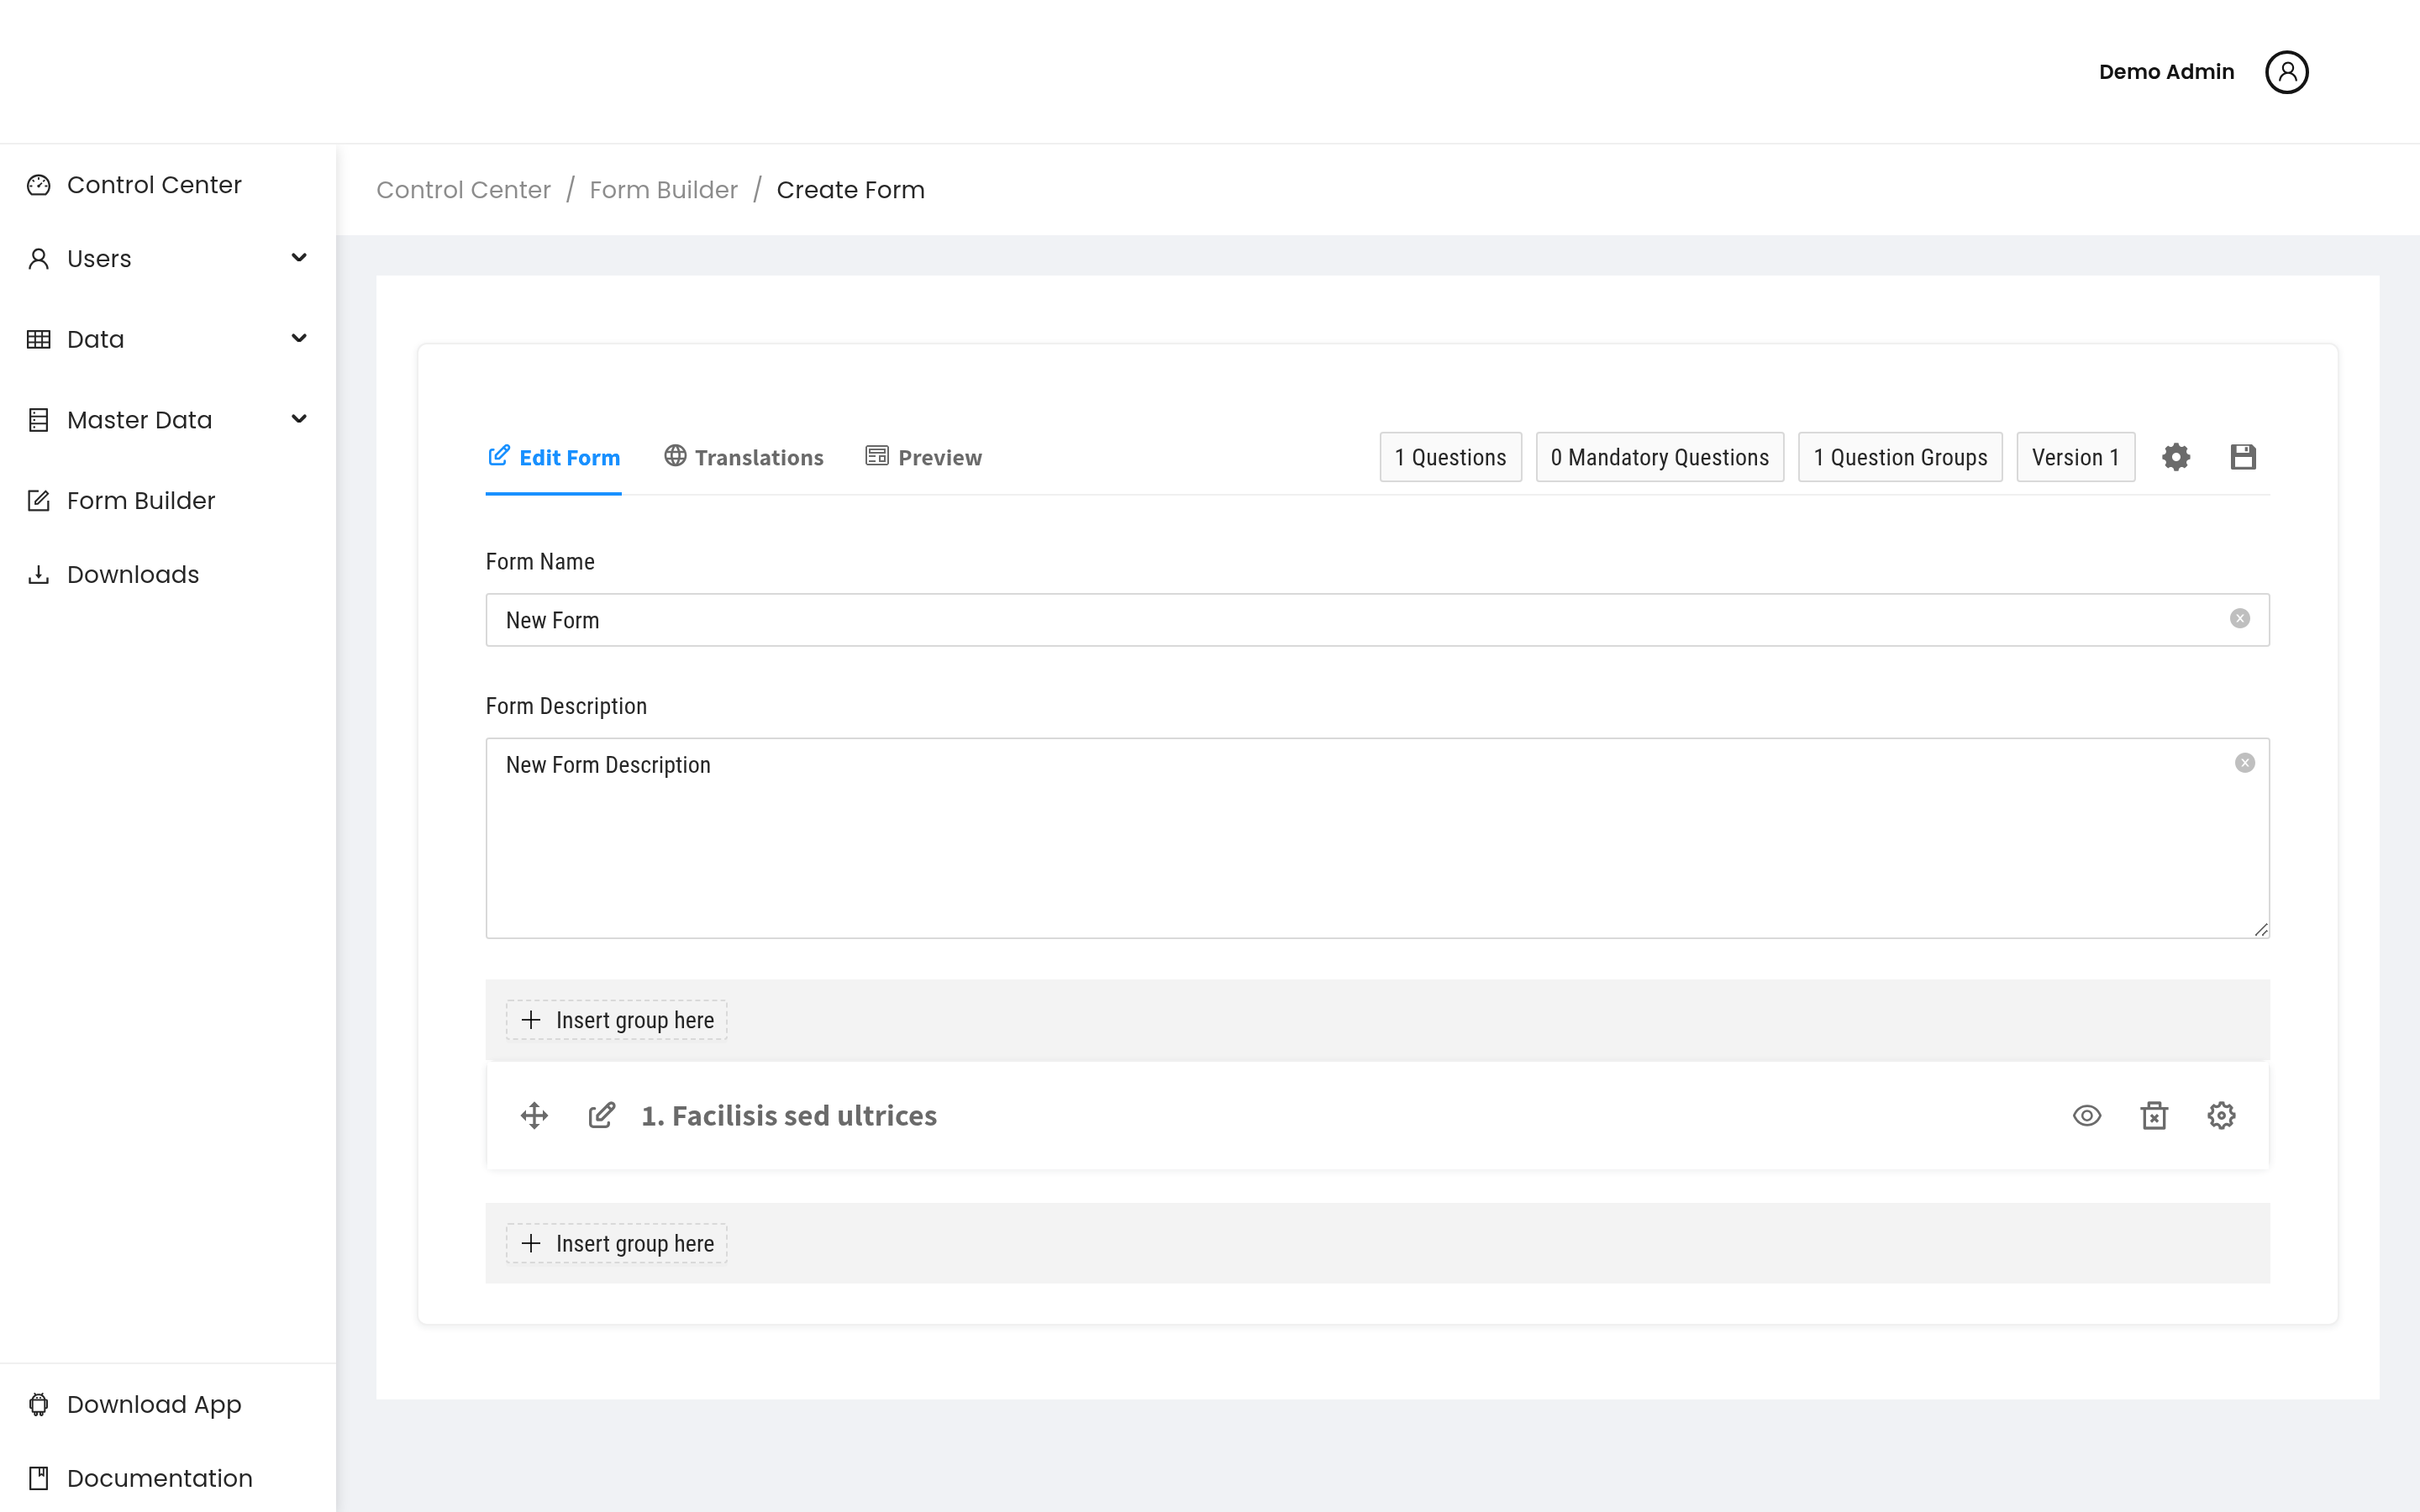 Demo Admin
Control Center
Users
Data
Master Data
Form Builder
Downloads
Download App
Documentation
Control Center / Form Builder / Create Form
Edit Form Translations Preview 1 Questions 0 Mandatory Questions 1 Question Groups Version 1
Form Name
New Form
Form Description
New Form Description
Insert group here
1. Facilisis sed ultrices
Insert group here